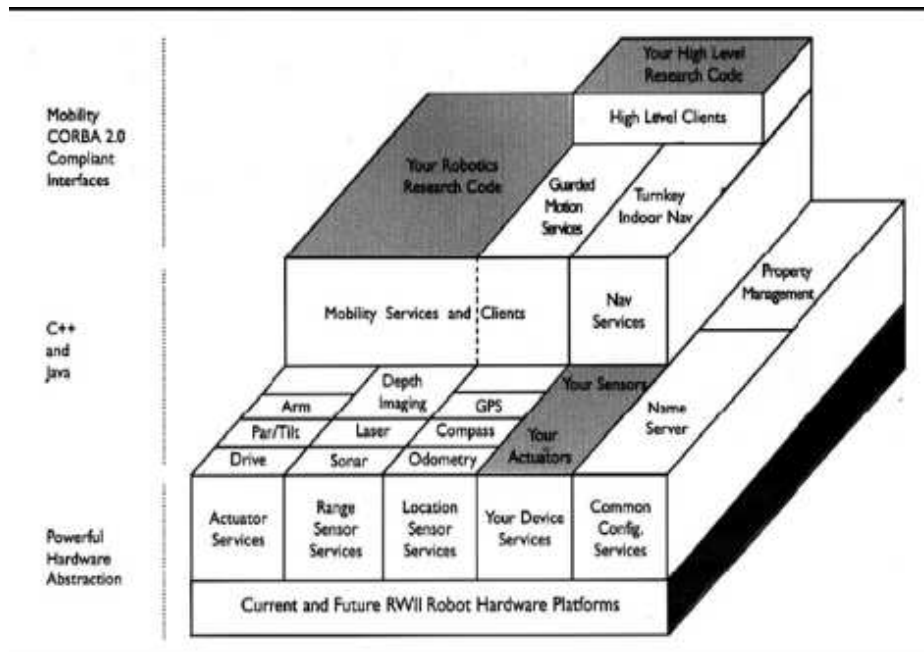 Your High Level
Research Code
High Level Clients
Mobility
CORBA 2.0
Compliant
Interfaces
Your Robotics
Research Code
Guarded
Motion
Services
Turnkey
Indoor Nav
Property
Management
Mobility Services and Clients
Nav
Services
C++
and
Java
Depth
Imaging
Your Sensors
Arm
GPS
Name
Server
Pan/Tilt
Laser
Compass
Your
Actuators
Drive
Sonar
Odometry
Actuator
Services
Range
Sensor
Services
Location
Sensor
Services
Your Device
Services
Common
Config.
Services
Powerful
Hardware
Abstraction
Current and Future RWII Robot Hardware Platforms